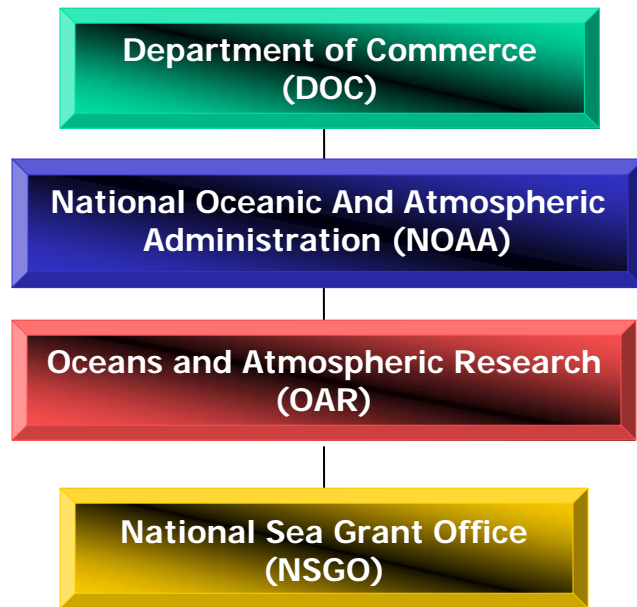 Department of Commerce
(DOC)
National Oceanic And Atmospheric
Administration (NOAA)
Oceans and Atmospheric Research
(OAR)
National Sea Grant Office
(NSGO)